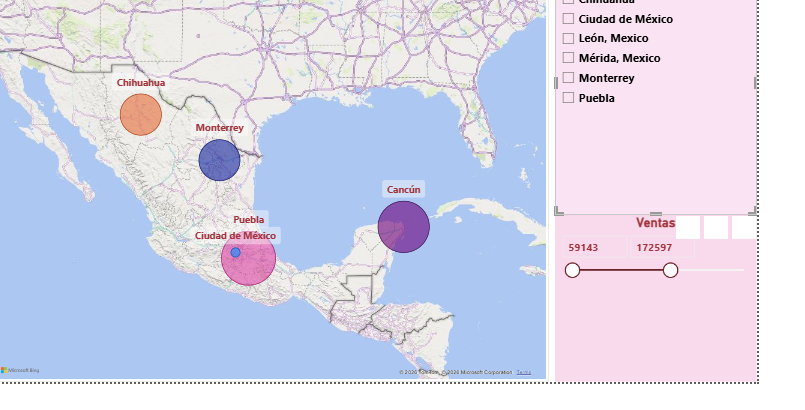 Chihuahua
Monterrey
Cancún
Puebla
Ciudad de México
Microsoft Bing
© 2026 TomTom, © 2026 Microsoft Corporation Terms
Chihuahua
Ciudad de México
León, Mexico
Mérida, Mexico
Monterrey
Puebla
Ventas
59143 172597